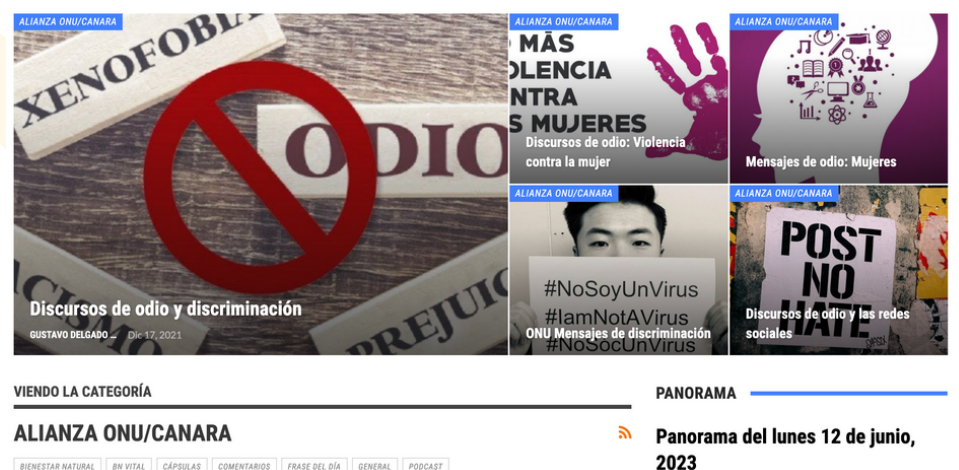 ALIANZA ONU/CANARA
XENOFOBIA
ODIO
PREJUIC
Discursos de odio y discriminación
GUSTAVO DELGADO ... Dic 17, 2021
ALIANZA ONU/CANARA
MÁS
OLENCIA
NTRA
S MUJERES
Discursos de odio: Violencia
contra la mujer
ALIANZA ONU/CANARA
Mensajes de odio: Mujeres
ALIANZA ONU/CANARA
#NoSoyUnVirus
#IamNotAVirus
#NoSocUnVirus
ONU Mensajes de discriminación
ALIANZA ONU/CANARA
POST
NO
HATE
Discursos de odio y las redes
sociales
VIENDO LA CATEGORÍA
ALIANZA ONU/CANARA
BIENESTAR NATURAL BN VITAL CÁPSULAS COMENTARIOS FRASE DEL DÍA GENERAL PODCAST
PANORAMA
Panorama del lunes 12 de junio,
2023